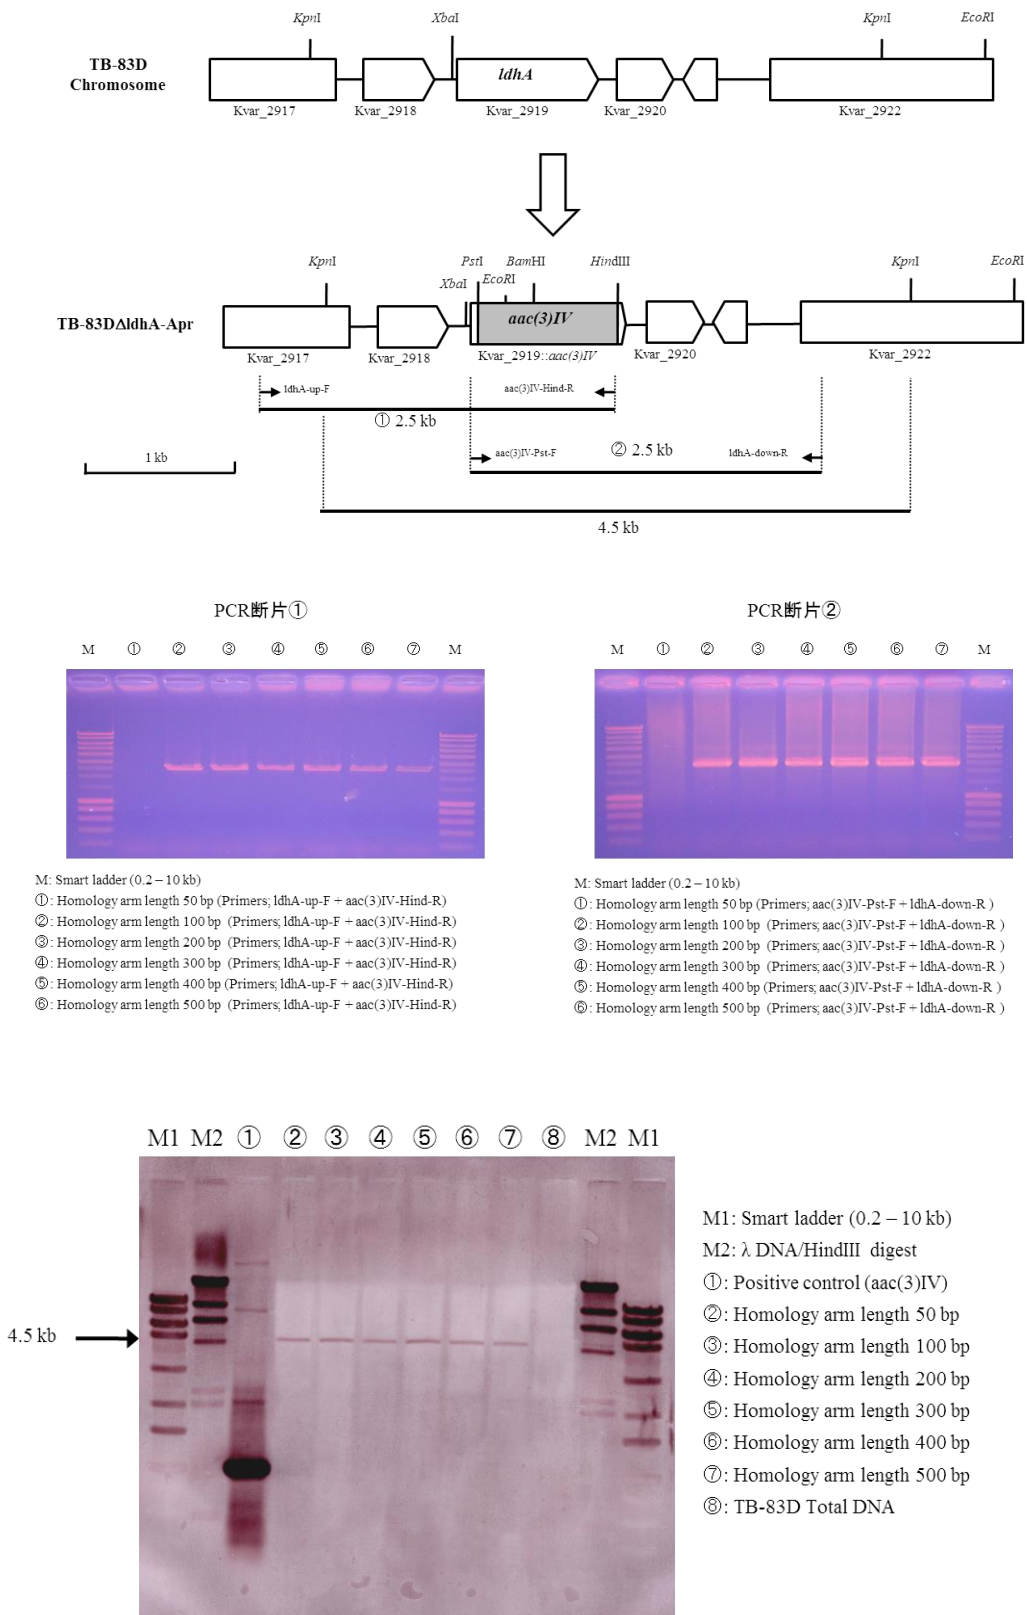 KpnI XbaI KpnI EcoRI
TB-83D
Chromosome
ldhA
Kvar_2917 Kvar_2918 Kvar_2919 Kvar_2920 Kvar_2922
KpnI XbaI PstI EcoRI BamHI HindIII KpnI EcoRI
TB-83DΔldhA-Apr
aac(3)IV
Kvar_2917 Kvar_2918 Kvar_2919::aac(3)IV Kvar_2920 Kvar_2922
ldhA-up-F aac(3)IV-Hind-R
① 2.5 kb
1 kb
aac(3)IV-Pst-F ② 2.5 kb ldhA-down-R
4.5 kb
PCR断片①
M ① ② ③ ④ ⑤ ⑥ ⑦ M
M: Smart ladder (0.2 – 10 kb)
①: Homology arm length 50 bp (Primers; ldhA-up-F + aac(3)IV-Hind-R)
②: Homology arm length 100 bp (Primers; ldhA-up-F + aac(3)IV-Hind-R)
③: Homology arm length 200 bp (Primers; ldhA-up-F + aac(3)IV-Hind-R)
④: Homology arm length 300 bp (Primers; ldhA-up-F + aac(3)IV-Hind-R)
⑤: Homology arm length 400 bp (Primers; ldhA-up-F + aac(3)IV-Hind-R)
⑥: Homology arm length 500 bp (Primers; ldhA-up-F + aac(3)IV-Hind-R)
PCR断片②
M ① ② ③ ④ ⑤ ⑥ ⑦ M
M: Smart ladder (0.2 – 10 kb)
①: Homology arm length 50 bp (Primers; aac(3)IV-Pst-F + ldhA-down-R )
②: Homology arm length 100 bp (Primers; aac(3)IV-Pst-F + ldhA-down-R )
③: Homology arm length 200 bp (Primers; aac(3)IV-Pst-F + ldhA-down-R )
④: Homology arm length 300 bp (Primers; aac(3)IV-Pst-F + ldhA-down-R )
⑤: Homology arm length 400 bp (Primers; aac(3)IV-Pst-F + ldhA-down-R )
⑥: Homology arm length 500 bp (Primers; aac(3)IV-Pst-F + ldhA-down-R )
M1 M2 ① ② ③ ④ ⑤ ⑥ ⑦ ⑧ M2 M1
4.5 kb
M1: Smart ladder (0.2 – 10 kb)
M2: λ DNA/HindIII digest
①: Positive control (aac(3)IV)
②: Homology arm length 50 bp
③: Homology arm length 100 bp
④: Homology arm length 200 bp
⑤: Homology arm length 300 bp
⑥: Homology arm length 400 bp
⑦: Homology arm length 500 bp
⑧: TB-83D Total DNA